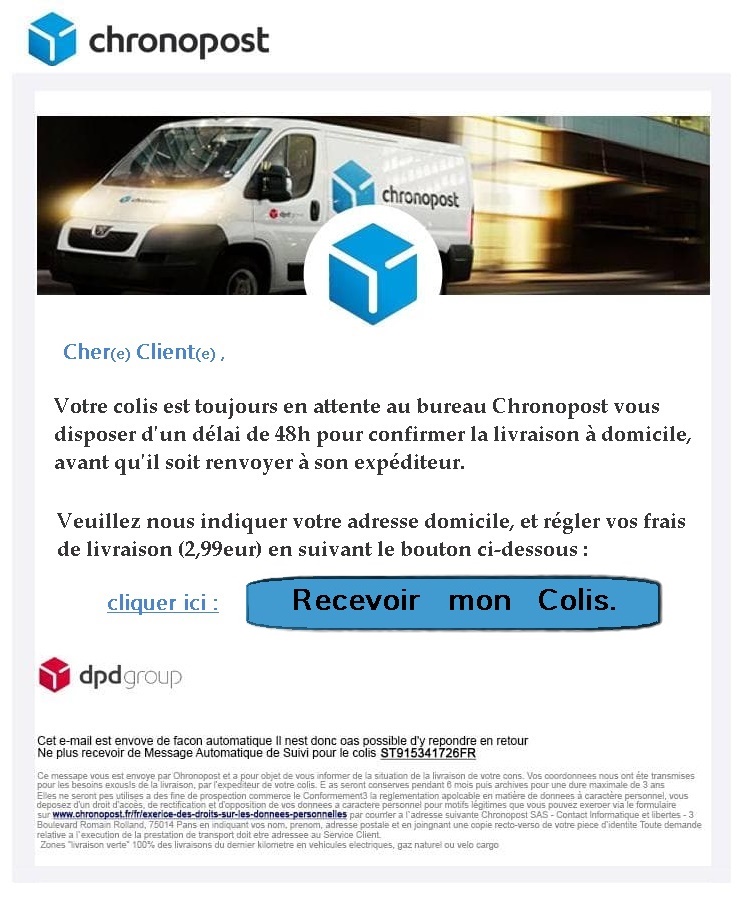 chronopost
chronopost
chronopost
dpdgroup
Cher(e) Client(e) ,
Votre colis est toujours en attente au bureau Chronopost vous
disposer d'un délai de 48h pour confirmer la livraison à domicile,
avant qu'il soit renvoyer à son expéditeur.
Veuillez nous indiquer votre adresse domicile, et régler vos frais
de livraison (2,99eur) en suivant le bouton ci-dessous :
cliquer ici : Recevoir mon Colis.
dpdgroup
Cet e-mail est envove de facon automatique Il nest donc oas possible d'y repondre en retour
Ne plus recevoir de Message Automatique de Suivi pour le colis ST915341726FR
Ce message vous est envoye par Ohronopost et a pour objet de vous informer de la situation de la livraison de votre cons. Vos coordonnees nous ont éte transmises
pour les besoins exousls de la livraison, par l'expediteur de votre colis. E as seront conserves pendant 6 mois puis archives pour une dure maximale de 3 ans
Elles ne seront pes utilises a des fine de prospection commerce le Conformement3 la reglementation apolcable en matière de donnees à caractère personnel, vous
deposez d'un droit d'accès, de rectification et d'opposition de vos donnees a caractere personnel pour motifs légitimes que vous pouvez exeroer via le formulaire
sur www.chronopost.fr/fr/exerloe-des-droits-sur-les-donnees-personnelles par courrler a l'adresse suivante Chronopost SAS - Contact Informatique et libertes - 3
Boulevard Romain Rolland, 75014 Pans en indiquant vos nom, prenom, adresse postale et en joingnant une copie recto-verso de votre piece d'identite Toute demande
relative a l'execution de la prestation de transport doit etre adressee au Service Client.
Zones "livraison verte" 100% des livraisons du demier kilometre en vehicules electriques, gaz naturel ou velo cargo